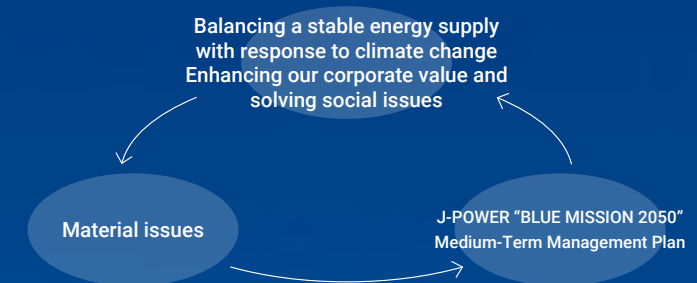 Balancing a stable energy supply
with response to climate change
Enhancing our corporate value and
solving social issues
Material issues
J-POWER “BLUE MISSION 2050”
Medium-Term Management Plan